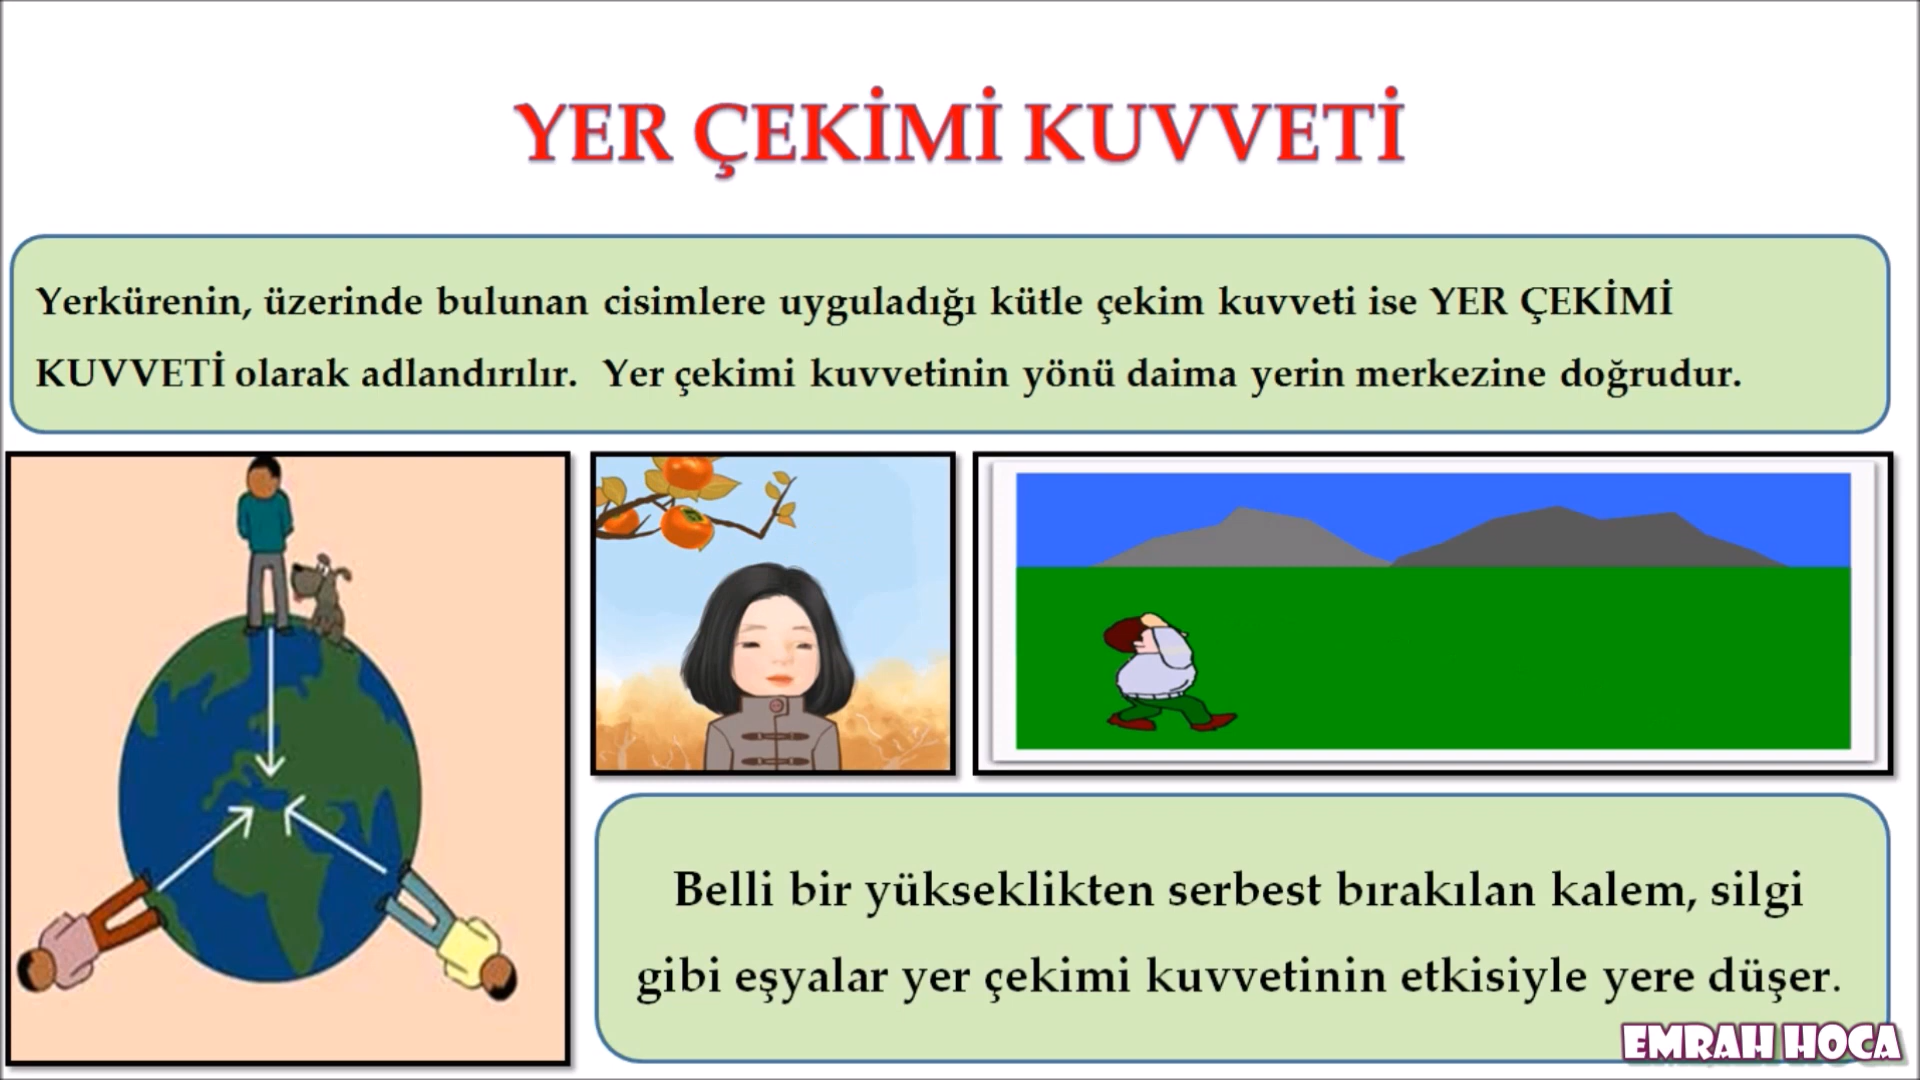 YER ÇEKİMİ KUVVETİ
Yerkürenin, üzerinde bulunan cisimlere uyguladığı kütle çekim kuvveti ise YER ÇEKİMİ
KUVVETİ olarak adlandırılır. Yer çekimi kuvvetinin yönü daima yerin merkezine doğrudur.
Belli bir yükseklikten serbest bırakılan kalem, silgi
gibi eşyalar yer çekimi kuvvetinin etkisiyle yere düşer.
EMRAH HOCA